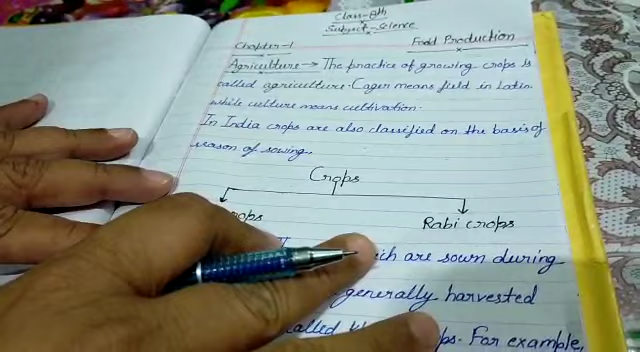 Class-8th
Subject-Science
Chapter-1 Food Production
Agriculture → The practice of growing crops is
called agriculture. Cager means field in Latin.
while culture means cultivation.
In India crops are also classified on the basis of
season of sowing.
Crops
Rabi crops
are sown during
generally harvested
For example,